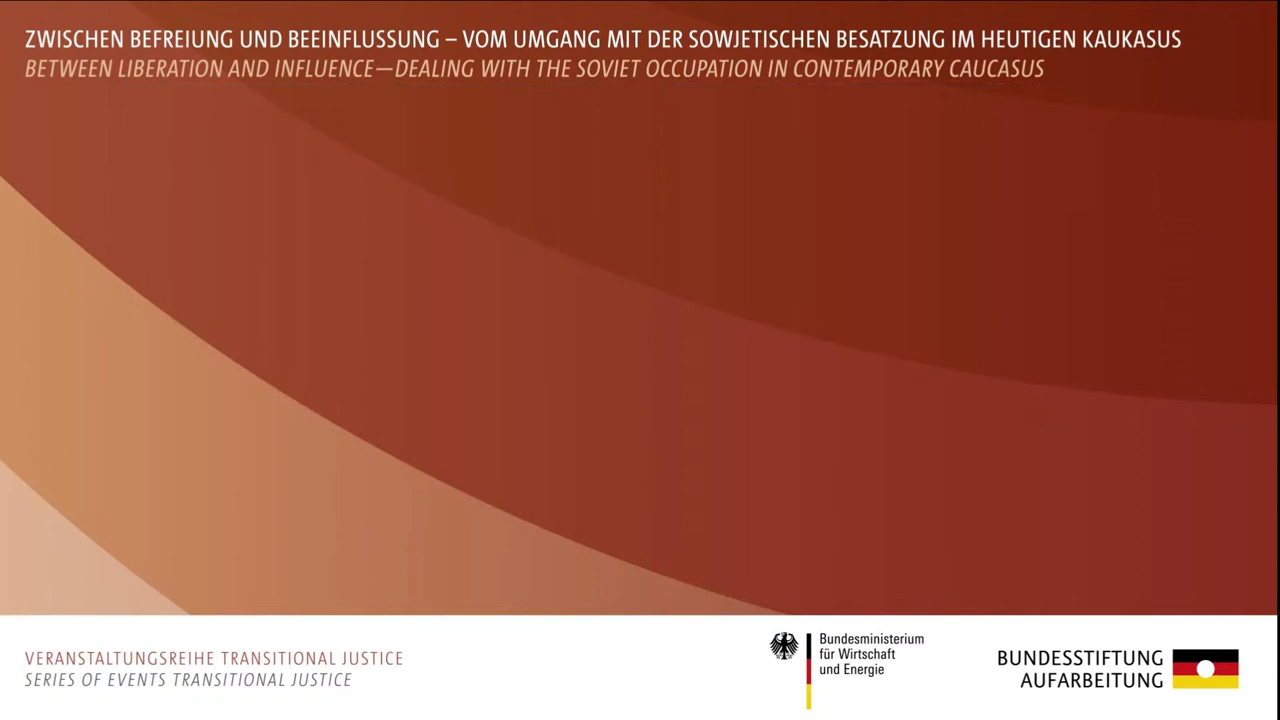 ZWISCHEN BEFREIUNG UND BEEINFLUSSUNG – VOM UMGANG MIT DER SOWJETISCHEN BESATZUNG IM HEUTIGEN KAUKASUS
BETWEEN LIBERATION AND INFLUENCE—DEALING WITH THE SOVIET OCCUPATION IN CONTEMPORARY CAUCASUS
VERANSTALTUNGSREIHE TRANSITIONAL JUSTICE
SERIES OF EVENTS TRANSITIONAL JUSTICE
Bundesministerium
für Wirtschaft
und Energie
BUNDESSTIFTUNG
AUFARBEITUNG